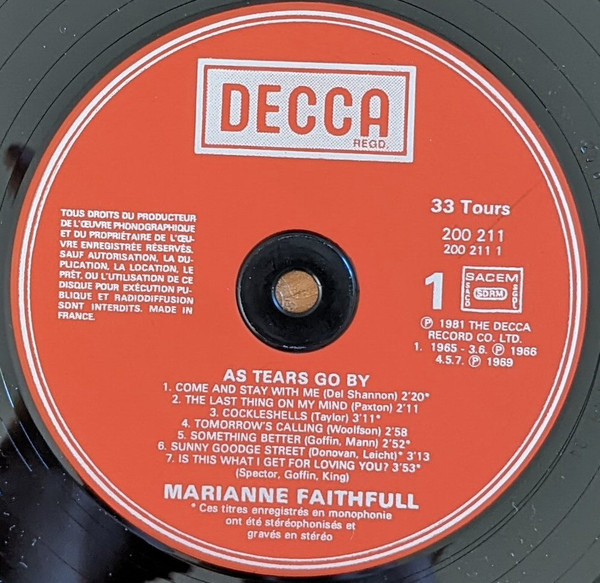 DECCA
REGD.
TOUS DROITS DU PRODUCTEUR
DE L'ŒUVRE PHONOGRAPHIQUE
ET DU PROPRIÉTAIRE DE L'ŒU-
VRE ENREGISTRÉE RÉSERVÉS.
SAUF AUTORISATION, LA DU-
PLICATION, LA LOCATION, LE
PRÊT, OU L'UTILISATION DE CE
DISQUE POUR EXÉCUTION PU-
BLIQUE ET RADIODIFFUSION
SONT INTERDITS. MADE IN
FRANCE.
33 Tours
200 211
200 211 1
1
SACEM
SACD
SDRM
SGDL
Ⓟ 1981 THE DECCA
RECORD CO. LTD.
1. 1965 - 3.6. Ⓟ 1966
4.5.7. Ⓟ 1969
AS TEARS GO BY
1. COME AND STAY WITH ME (Del Shannon) 2'20*
2. THE LAST THING ON MY MIND (Paxton) 2'11
3. COCKLESHELLS (Taylor) 3'11*
4. TOMORROW'S CALLING (Woolfson) 2'58
5. SOMETHING BETTER (Goffin, Mann) 2'52*
6. SUNNY GOODGE STREET (Donovan, Leicht)* 3'13
7. IS THIS WHAT I GET FOR LOVING YOU? 3'53*
(Spector, Goffin, King)
MARIANNE FAITHFULL
* Ces titres enregistrés en monophonie
ont été stéréophonisés et
gravés en stéréo